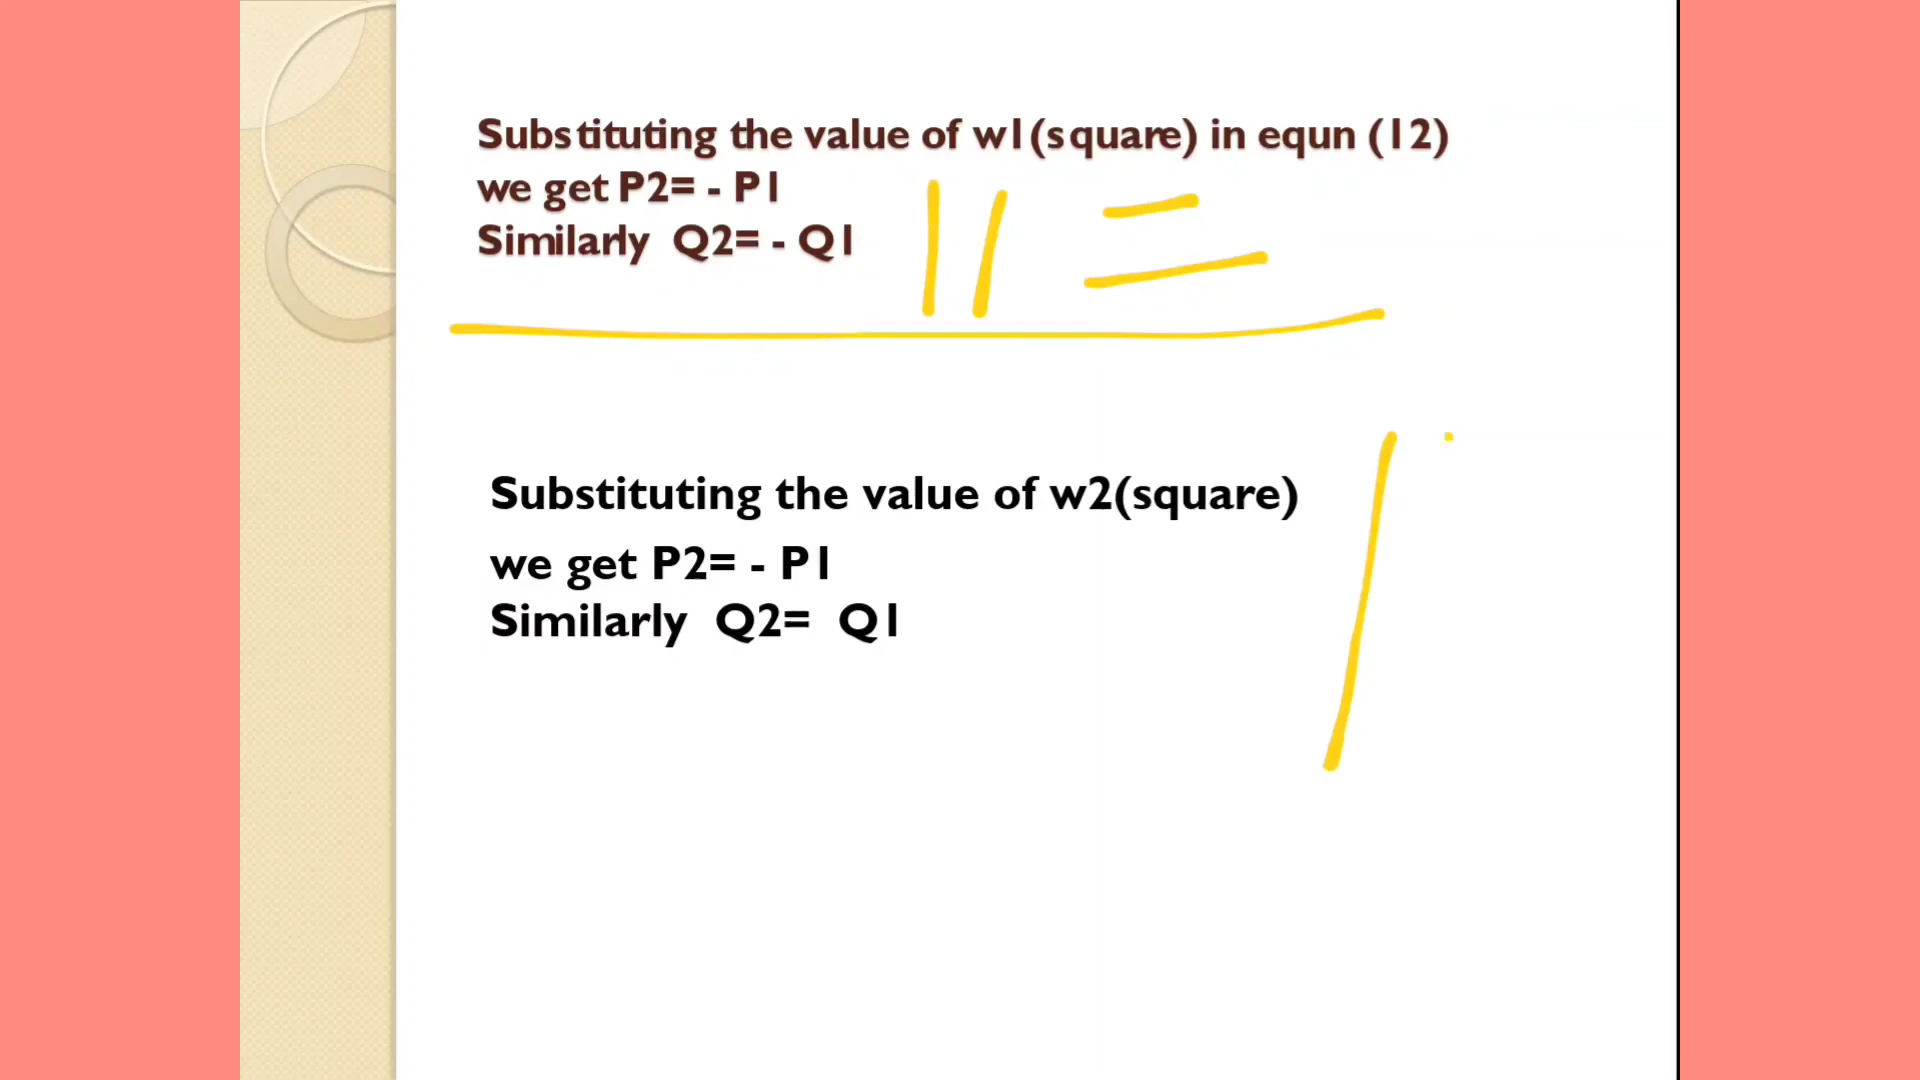 Substituting the value of w1(square) in equn (12)
we get P2= - P1
Similarly Q2= - Q1
Substituting the value of w2(square)
we get P2= - P1
Similarly Q2= Q1